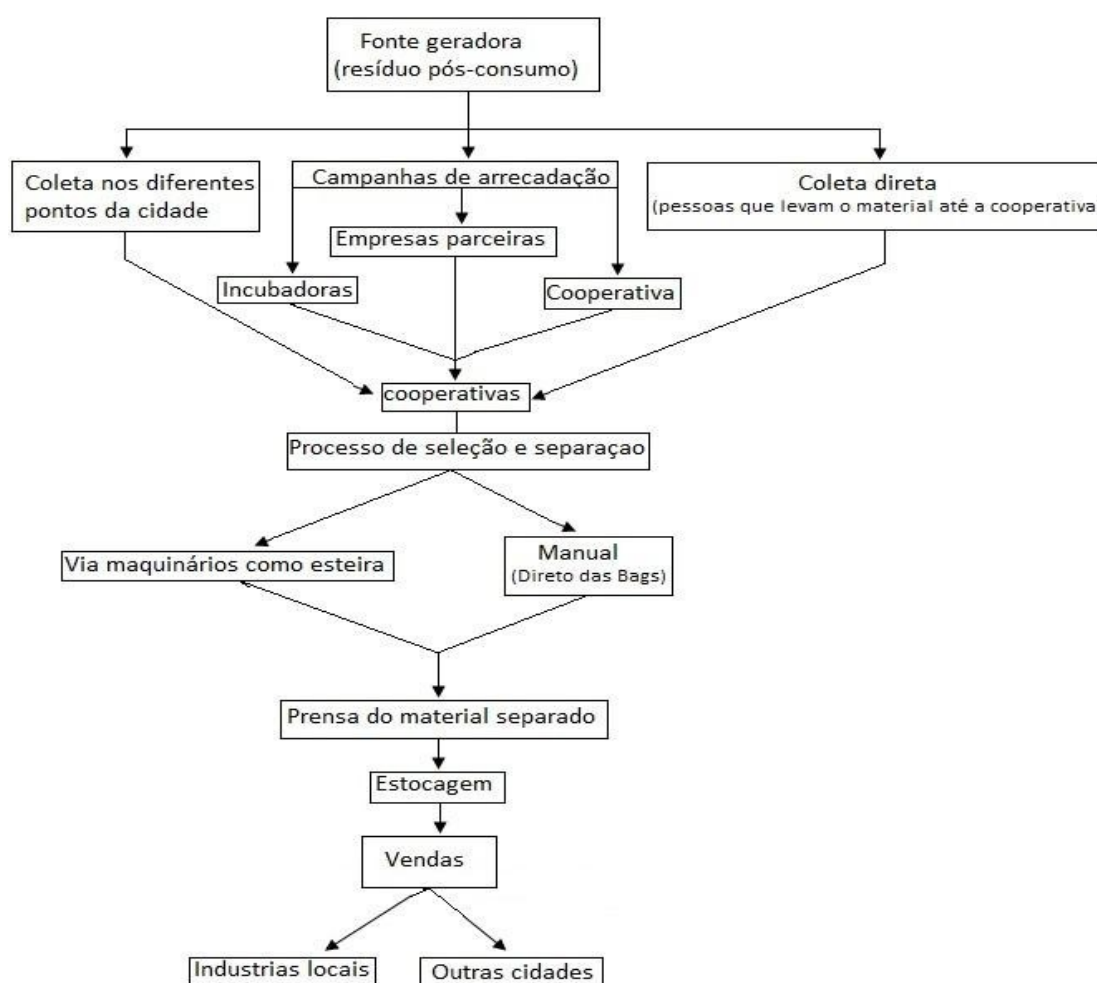 Fonte geradora
(resíduo pós-consumo)
Coleta nos diferentes
pontos da cidade
Campanhas de arrecadação
Coleta direta
(pessoas que levam o material até a cooperativa
Empresas parceiras
Incubadoras
Cooperativa
cooperativas
Processo de seleção e separaçao
Via maquinários como esteira
Manual
(Direto das Bags)
Prensa do material separado
Estocagem
Vendas
Industrias locais
Outras cidades